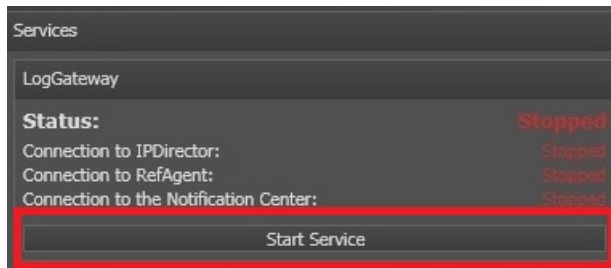 Services
LogGateway
Status: Stopped
Connection to IPDirector: Stopped
Connection to RefAgent: Stopped
Connection to the Notification Center: Stopped
Start Service